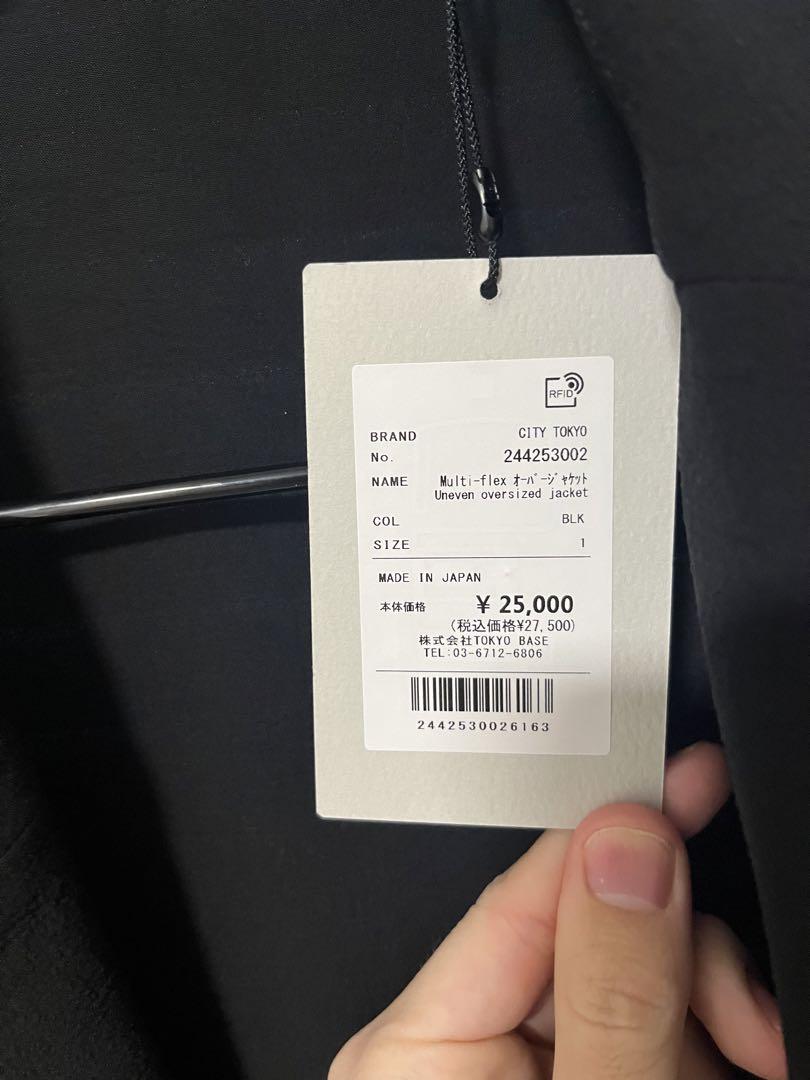 RFID
BRAND CITY TOKYO
No. 244253002
NAME Multi-flex ｵｰﾊﾞｰｼﾞｬｹｯﾄ
Uneven oversized jacket
COL BLK
SIZE 1
MADE IN JAPAN
本体価格 ¥ 25,000
(税込価格¥27,500)
株式会社TOKYO BASE
TEL:03-6712-6806
2442530026163